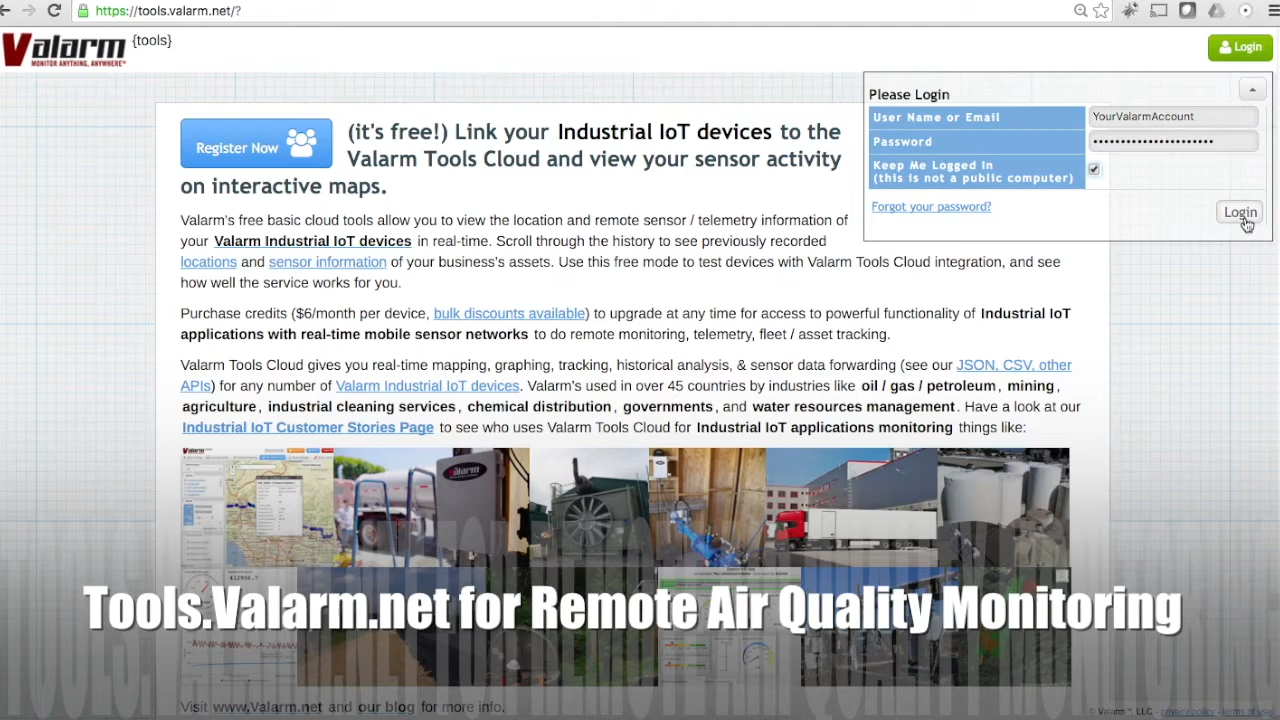 https://tools.valarm.net/?
Valarm {tools}
MONITOR ANYTHING, ANYWHERE™
Login
Please Login
User Name or Email YourValarmAccount
Password ••••••••••••••••••••••
Keep Me Logged In
(this is not a public computer)
Forgot your password?
Login
Register Now
(it's free!) Link your Industrial IoT devices to the
Valarm Tools Cloud and view your sensor activity
on interactive maps.
Valarm's free basic cloud tools allow you to view the location and remote sensor / telemetry information of
your Valarm Industrial IoT devices in real-time. Scroll through the history to see previously recorded
locations and sensor information of your business's assets. Use this free mode to test devices with Valarm Tools Cloud integration, and see
how well the service works for you.
Purchase credits ($6/month per device, bulk discounts available) to upgrade at any time for access to powerful functionality of Industrial IoT
applications with real-time mobile sensor networks to do remote monitoring, telemetry, fleet / asset tracking.
Valarm Tools Cloud gives you real-time mapping, graphing, tracking, historical analysis, & sensor data forwarding (see our JSON, CSV, other
APIs) for any number of Valarm Industrial IoT devices. Valarm's used in over 45 countries by industries like oil / gas / petroleum, mining,
agriculture, industrial cleaning services, chemical distribution, governments, and water resources management. Have a look at our
Industrial IoT Customer Stories Page to see who uses Valarm Tools Cloud for Industrial IoT applications monitoring things like:
Valarm
Tools.Valarm.net for Remote Air Quality Monitoring
Visit www.Valarm.net and our blog for more info.
© Valarm™, LLC - privacy policy - terms of use